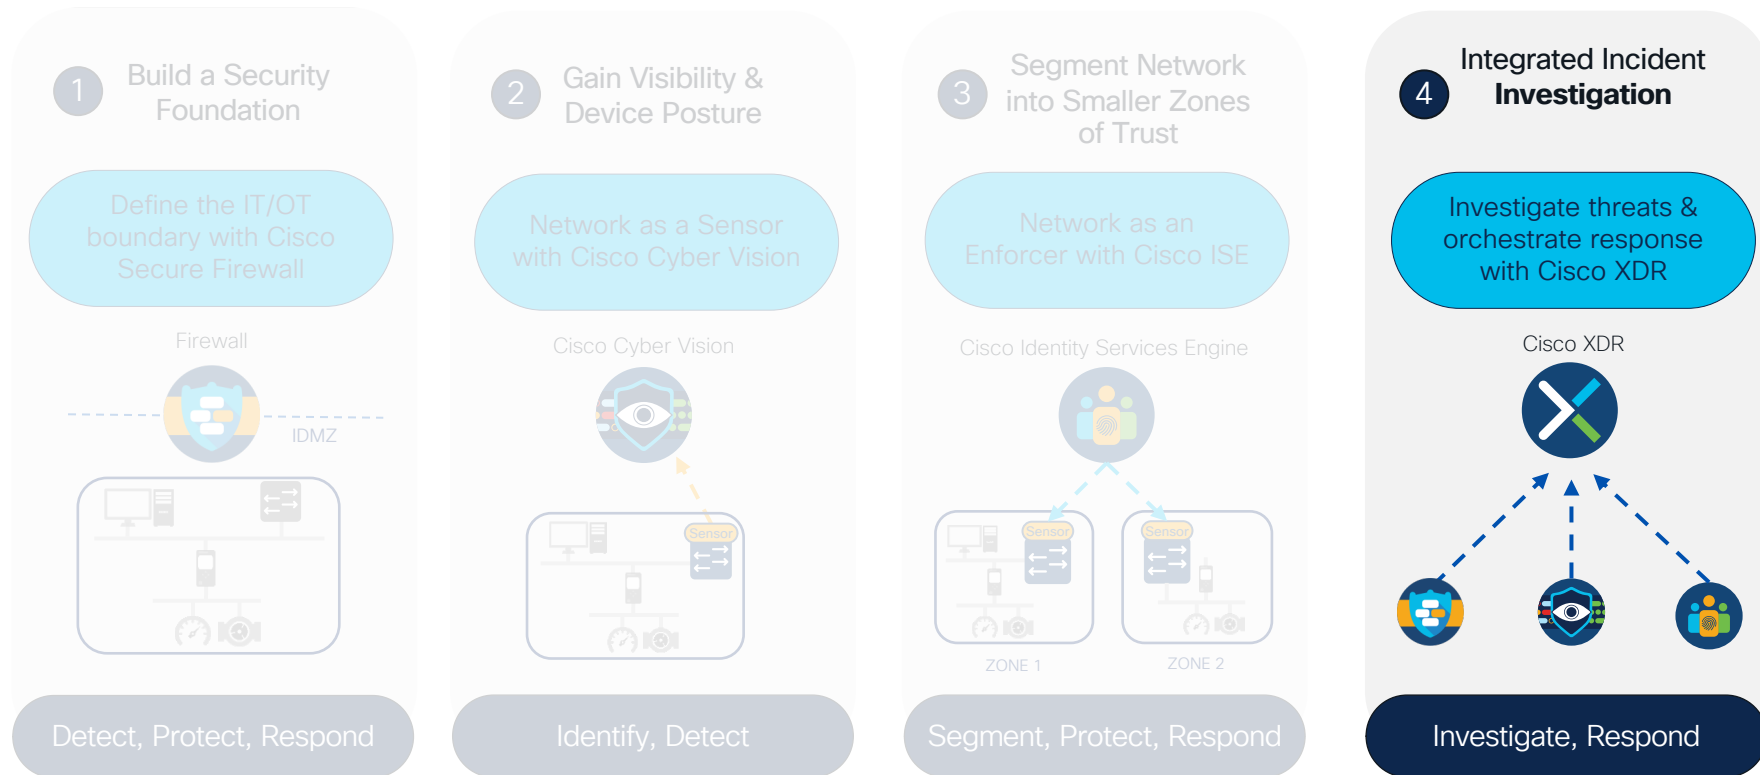 1
Build a Security
Foundation
Define the IT/OT
boundary with Cisco
Secure Firewall
Firewall
IDMZ
Detect, Protect, Respond
2
Gain Visibility &
Device Posture
Network as a Sensor
with Cisco Cyber Vision
Cisco Cyber Vision
Sensor
Identify, Detect
3
Segment Network
into Smaller Zones
of Trust
Network as an
Enforcer with Cisco ISE
Cisco Identity Services Engine
Sensor
Sensor
ZONE 1
ZONE 2
Segment, Protect, Respond
4
Integrated Incident
Investigation
Investigate threats &
orchestrate response
with Cisco XDR
Cisco XDR
Investigate, Respond